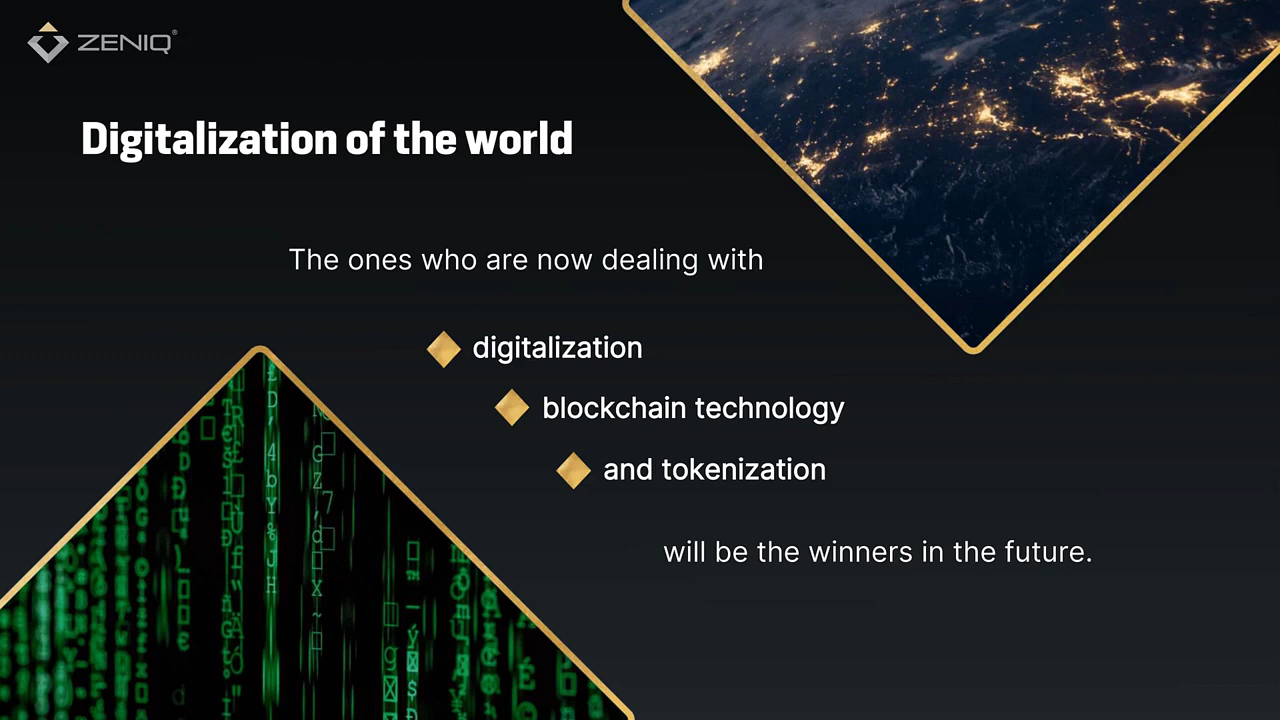 ZENIQ®
Digitalization of the world
The ones who are now dealing with
digitalization
blockchain technology
and tokenization
will be the winners in the future.